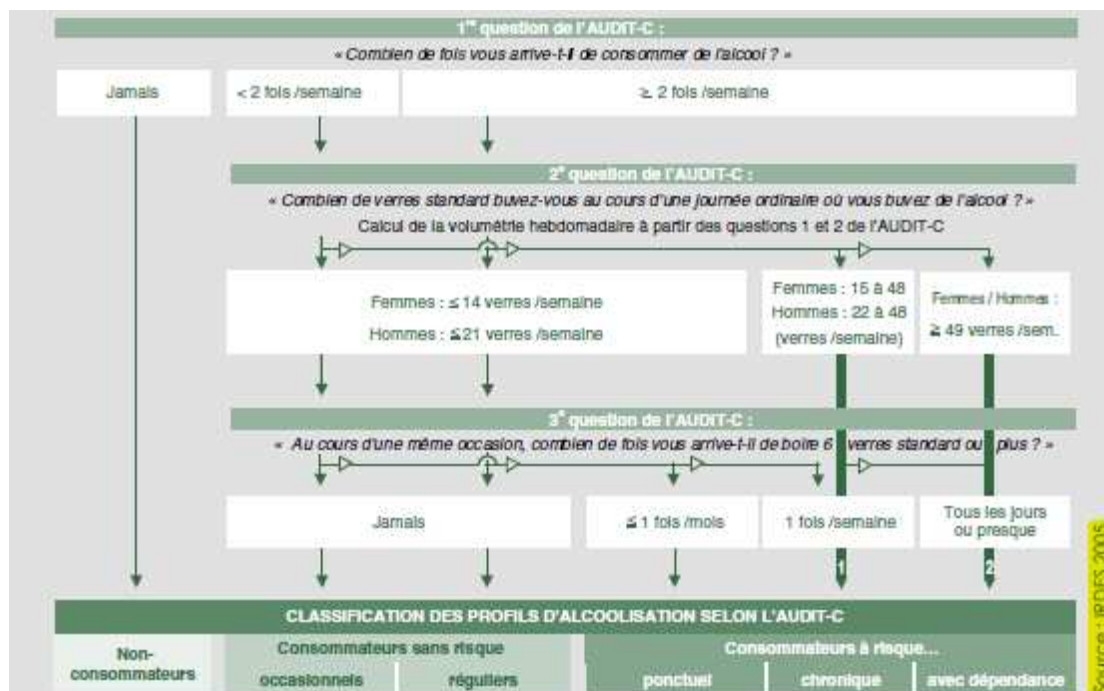 1re question de l'AUDIT-C :
« Combien de fois vous arrive-t-il de consommer de l'alcool ? »
Jamais
< 2 fois /semaine
≥ 2 fois /semaine
2e question de l'AUDIT-C :
« Combien de verres standard buvez-vous au cours d'une journée ordinaire où vous buvez de l'alcool ? »
Calcul de la volumétrie hebdomadaire à partir des questions 1 et 2 de l'AUDIT-C
Femmes : ≤ 14 verres /semaine
Hommes : ≤ 21 verres /semaine
Femmes : 15 à 48
Hommes : 22 à 48
(verres /semaine)
Femmes / Hommes :
≥ 49 verres /sem.
3e question de l'AUDIT-C :
« Au cours d'une même occasion, combien de fois vous arrive-t-il de boire 6 verres standard ou plus ? »
Jamais
≤ 1 fois /mois
1 fois /semaine
Tous les jours
ou presque
1
2
CLASSIFICATION DES PROFILS D'ALCOOLISATION SELON L'AUDIT-C
Non-
consommateurs
Consommateurs sans risque
occasionnels
réguliers
Consommateurs à risque...
ponctuel
chronique
avec dépendance
Source : IRDES 2005